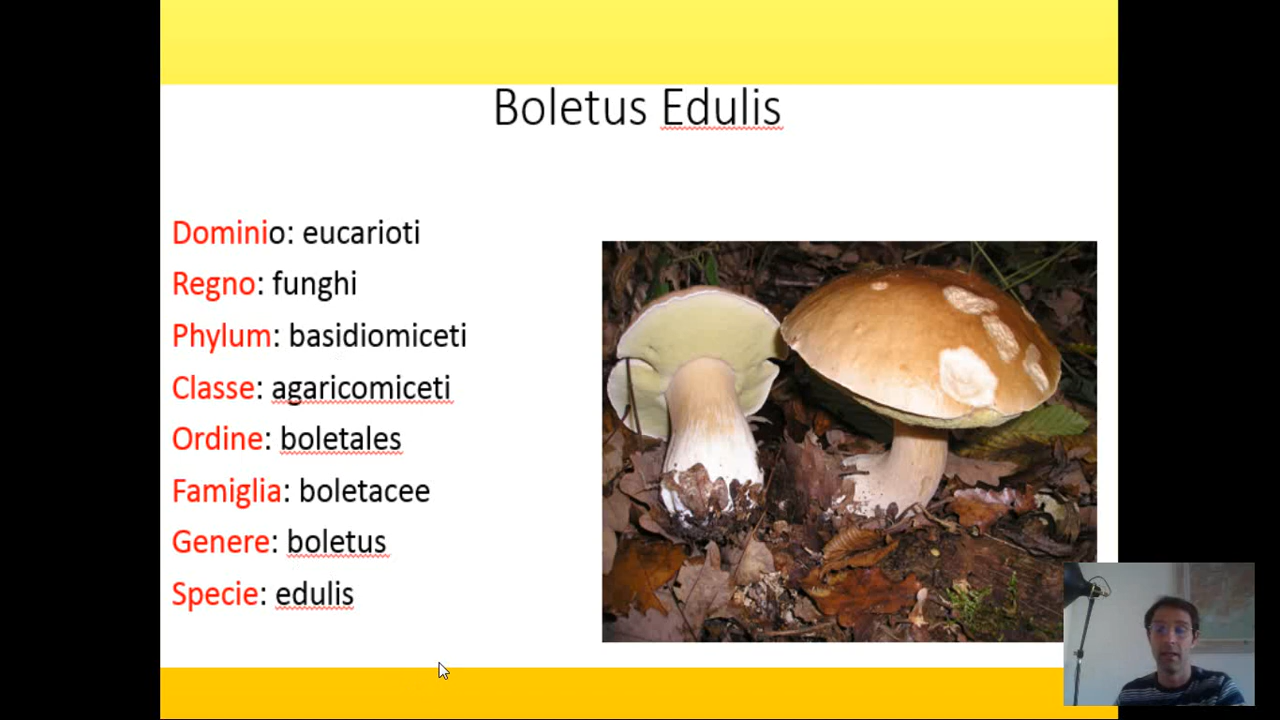 Boletus Edulis
Dominio: eucarioti
Regno: funghi
Phylum: basidiomiceti
Classe: agaricomiceti
Ordine: boletales
Famiglia: boletacee
Genere: boletus
Specie: edulis